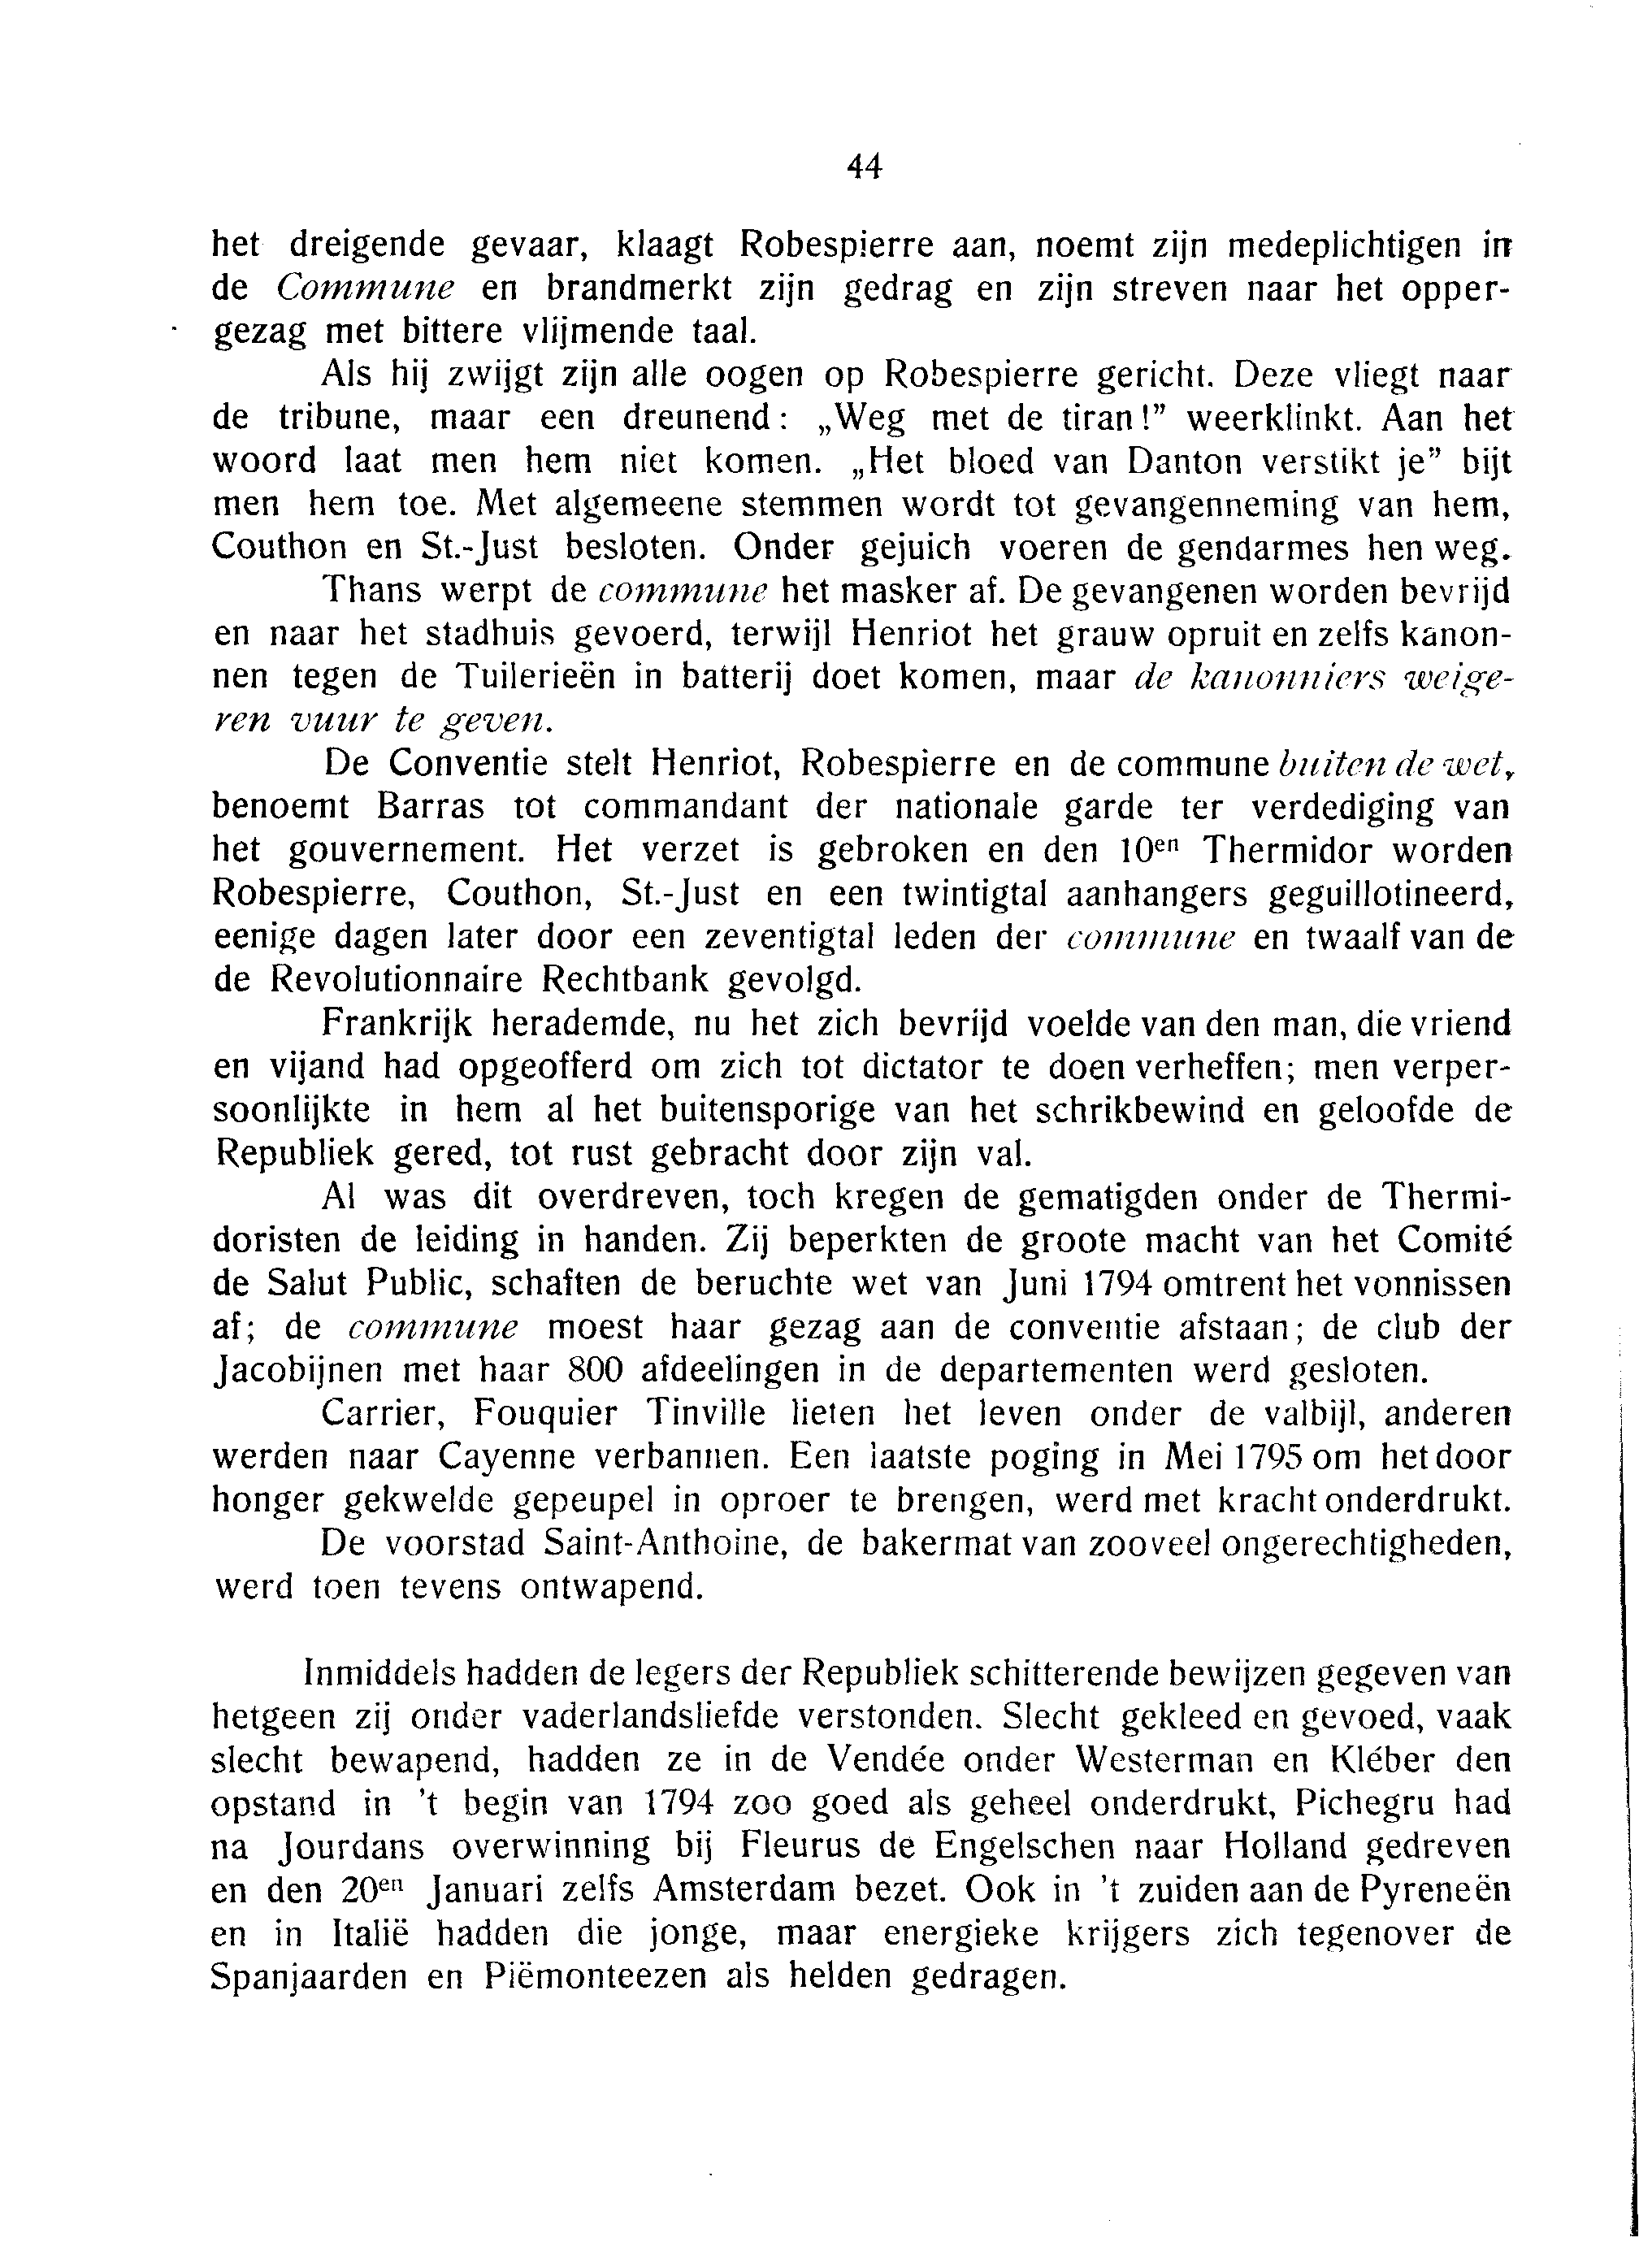 44
het dreigende gevaar, klaagt Robespierre aan, noemt zijn medeplichtigen in
de Commune en brandmerkt zijn gedrag en zijn streven naar het opper-
gezag met bittere vlijmende taal.
Als hij zwijgt zijn alle oogen op Robespierre gericht. Deze vliegt naar
de tribune, maar een dreunend: „Weg met de tiran!” weerklinkt. Aan het
woord laat men hem niet komen. „Het bloed van Danton verstikt je” bijt
men hem toe. Met algemeene stemmen wordt tot gevangenneming van hem,
Couthon en St.-Just besloten. Onder gejuich voeren de gendarmes hen weg.
Thans werpt de commune het masker af. De gevangenen worden bevrijd
en naar het stadhuis gevoerd, terwijl Henriot het grauw opruit en zelfs kanon-
nen tegen de Tuilerieën in batterij doet komen, maar de kanonniers weige-
ren vuur te geven.
De Conventie stelt Henriot, Robespierre en de commune buiten de wet,
benoemt Barras tot commandant der nationale garde ter verdediging van
het gouvernement. Het verzet is gebroken en den 10en Thermidor worden
Robespierre, Couthon, St.-Just en een twintigtal aanhangers geguillotineerd,
eenige dagen later door een zeventigtal leden der commune en twaalf van de
de Revolutionnaire Rechtbank gevolgd.
Frankrijk herademde, nu het zich bevrijd voelde van den man, die vriend
en vijand had opgeofferd om zich tot dictator te doen verheffen; men verper-
soonlijkte in hem al het buitensporige van het schrikbewind en geloofde de
Republiek gered, tot rust gebracht door zijn val.
Al was dit overdreven, toch kregen de gematigden onder de Thermi-
doristen de leiding in handen. Zij beperkten de groote macht van het Comité
de Salut Public, schaften de beruchte wet van Juni 1794 omtrent het vonnissen
af; de commune moest haar gezag aan de conventie afstaan; de club der
Jacobijnen met haar 800 afdeelingen in de departementen werd gesloten.
Carrier, Fouquier Tinville lieten het leven onder de valbijl, anderen
werden naar Cayenne verbannen. Een laatste poging in Mei 1795 om het door
honger gekwelde gepeupel in oproer te brengen, werd met kracht onderdrukt.
De voorstad Saint-Anthoine, de bakermat van zooveel ongerechtigheden,
werd toen tevens ontwapend.
Inmiddels hadden de legers der Republiek schitterende bewijzen gegeven van
hetgeen zij onder vaderlandsliefde verstonden. Slecht gekleed en gevoed, vaak
slecht bewapend, hadden ze in de Vendée onder Westerman en Kléber den
opstand in 't begin van 1794 zoo goed als geheel onderdrukt, Pichegru had
na Jourdans overwinning bij Fleurus de Engelschen naar Holland gedreven
en den 20en Januari zelfs Amsterdam bezet. Ook in 't zuiden aan de Pyreneën
en in Italië hadden die jonge, maar energieke krijgers zich tegenover de
Spanjaarden en Piëmonteezen als helden gedragen.